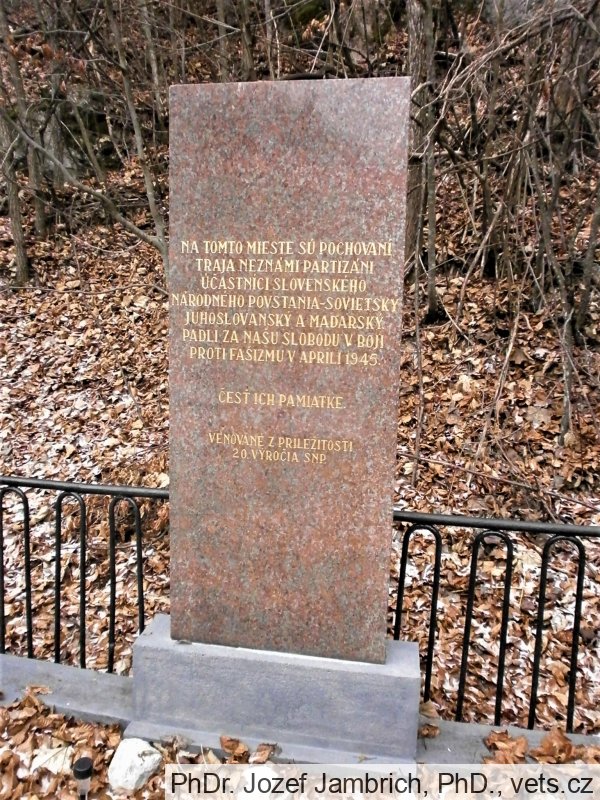 NA TOMTO MIESTE SÚ POCHOVANÍ
TRAJA NEZNÁMI PARTIZÁNI
ÚČASTNÍCI SLOVENSKÉHO
NÁRODNÉHO POVSTANIA-SOVIETSKY,
JUHOSLOVANSKÝ A MAĎARSKÝ.
PADLI ZA NAŠU SLOBODU V BOJI
PROTI FAŠIZMU V APRÍLI 1945.
ČESŤ ICH PAMIATKE.
VENOVANÉ Z PRÍLEŽITOSTI
20. VÝROČIA SNP.
PhDr. Jozef Jambrich, PhD., vets.cz